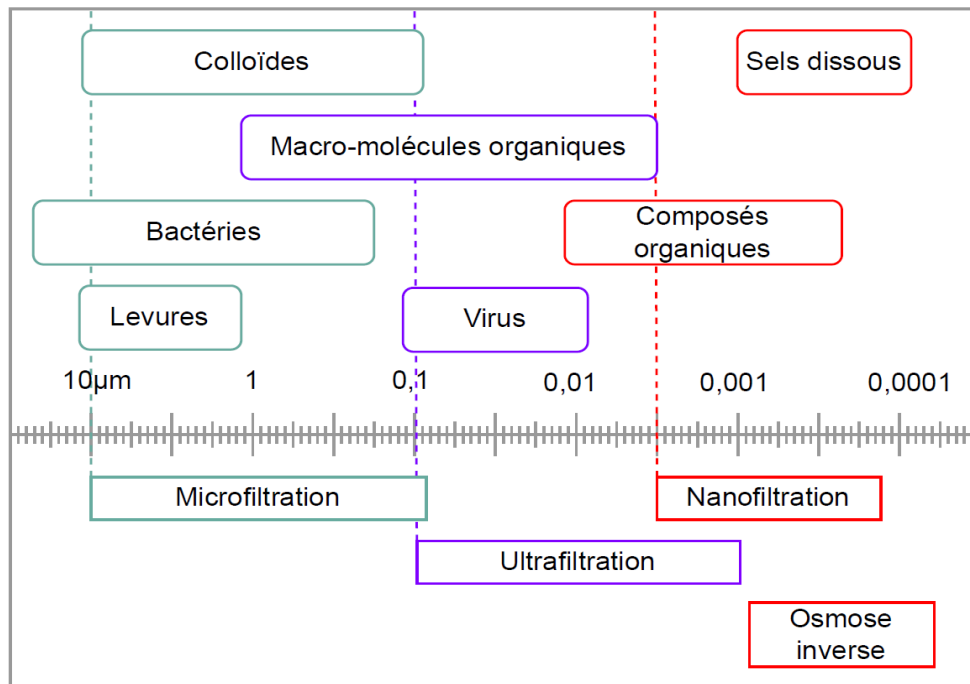 Colloïdes
Sels dissous
Macro-molécules organiques
Bactéries
Composés
organiques
Levures
Virus
10µm 1 0,1 0,01 0,001 0,0001
Microfiltration
Nanofiltration
Ultrafiltration
Osmose
inverse